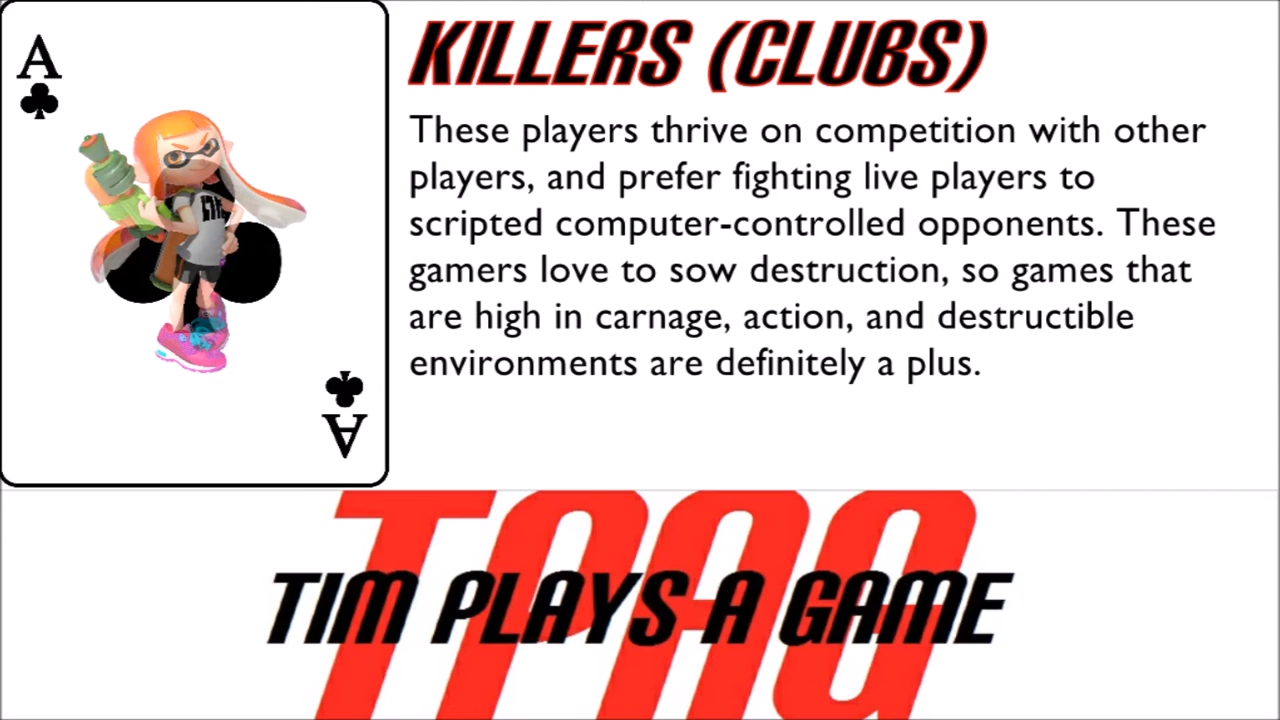 A
KILLERS (CLUBS)
These players thrive on competition with other
players, and prefer fighting live players to
scripted computer-controlled opponents. These
gamers love to sow destruction, so games that
are high in carnage, action, and destructible
environments are definitely a plus.
A
TPAG
TIM PLAYS A GAME